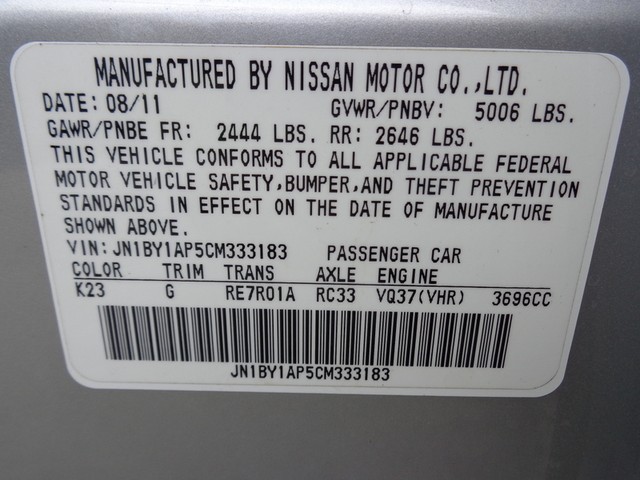 MANUFACTURED BY NISSAN MOTOR CO.,LTD.
DATE: 08/11 GVWR/PNBV: 5006 LBS.
GAWR/PNBE FR: 2444 LBS. RR: 2646 LBS.
THIS VEHICLE CONFORMS TO ALL APPLICABLE FEDERAL
MOTOR VEHICLE SAFETY,BUMPER,AND THEFT PREVENTION
STANDARDS IN EFFECT ON THE DATE OF MANUFACTURE
SHOWN ABOVE.
VIN: JN1BY1AP5CM333183 PASSENGER CAR
COLOR TRIM TRANS AXLE ENGINE
K23 G RE7R01A RC33 VQ37(VHR) 3696CC
JN1BY1AP5CM333183